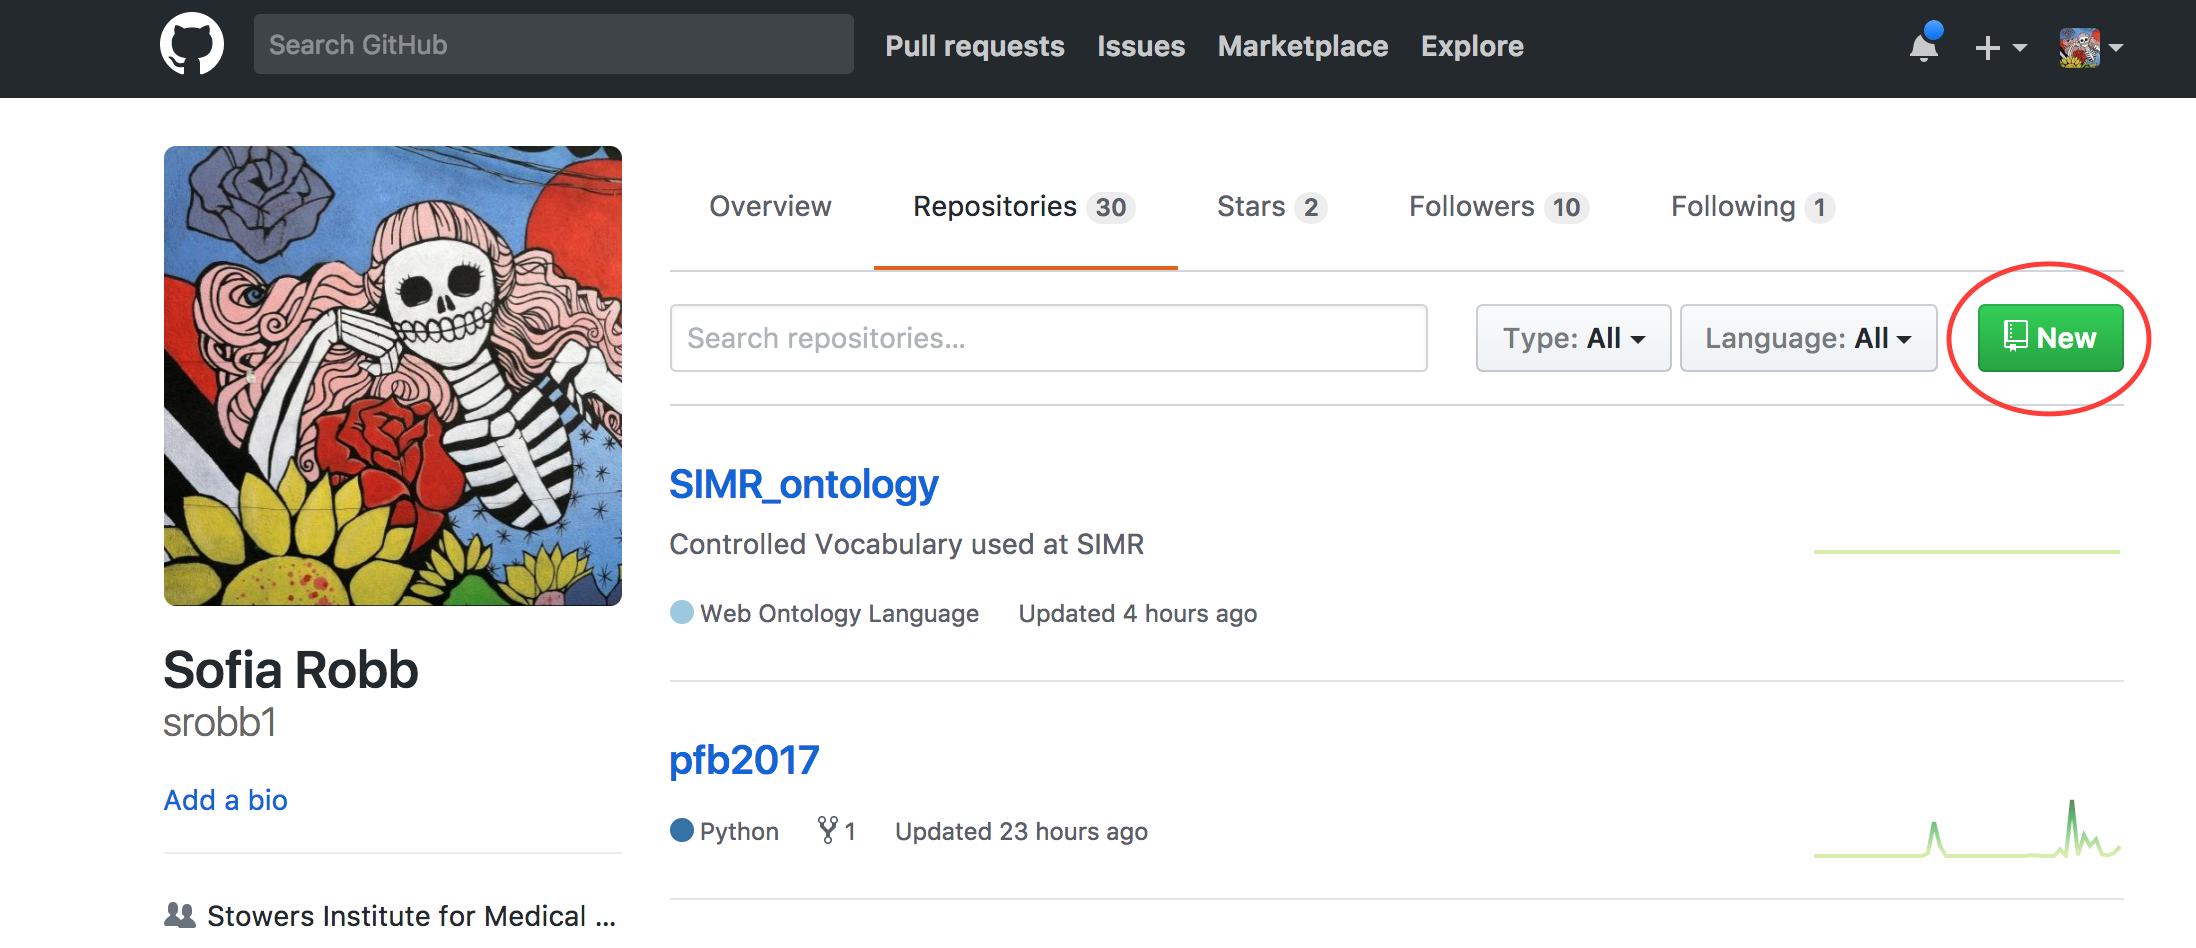 Search GitHub Pull requests Issues Marketplace Explore
Overview Repositories 30 Stars 2 Followers 10 Following 1
Search repositories... Type: All Language: All New
SIMR_ontology
Controlled Vocabulary used at SIMR
Web Ontology Language Updated 4 hours ago
Sofia Robb
srobb1
Add a bio
Stowers Institute for Medical ...
pfb2017
Python 1 Updated 23 hours ago